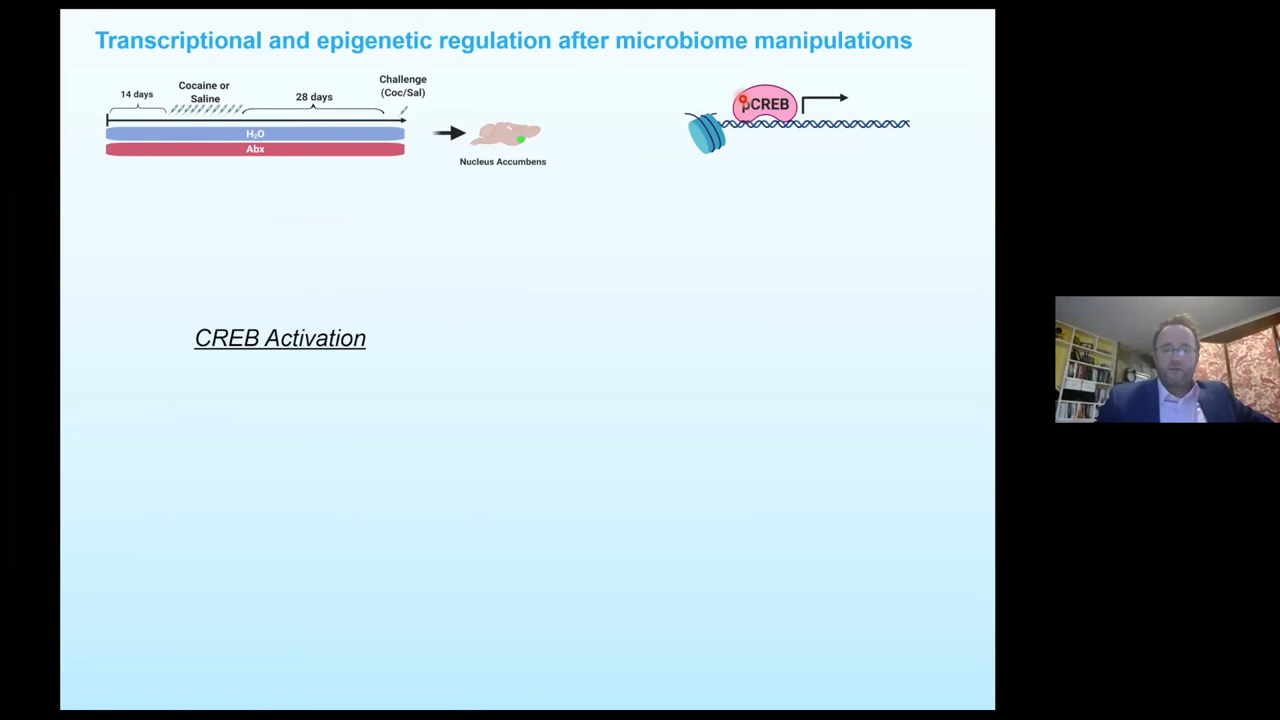 Transcriptional and epigenetic regulation after microbiome manipulations
14 days
Cocaine or
Saline
28 days
Challenge
(Coc/Sal)
H₂O
Abx
Nucleus Accumbens
pCREB
CREB Activation